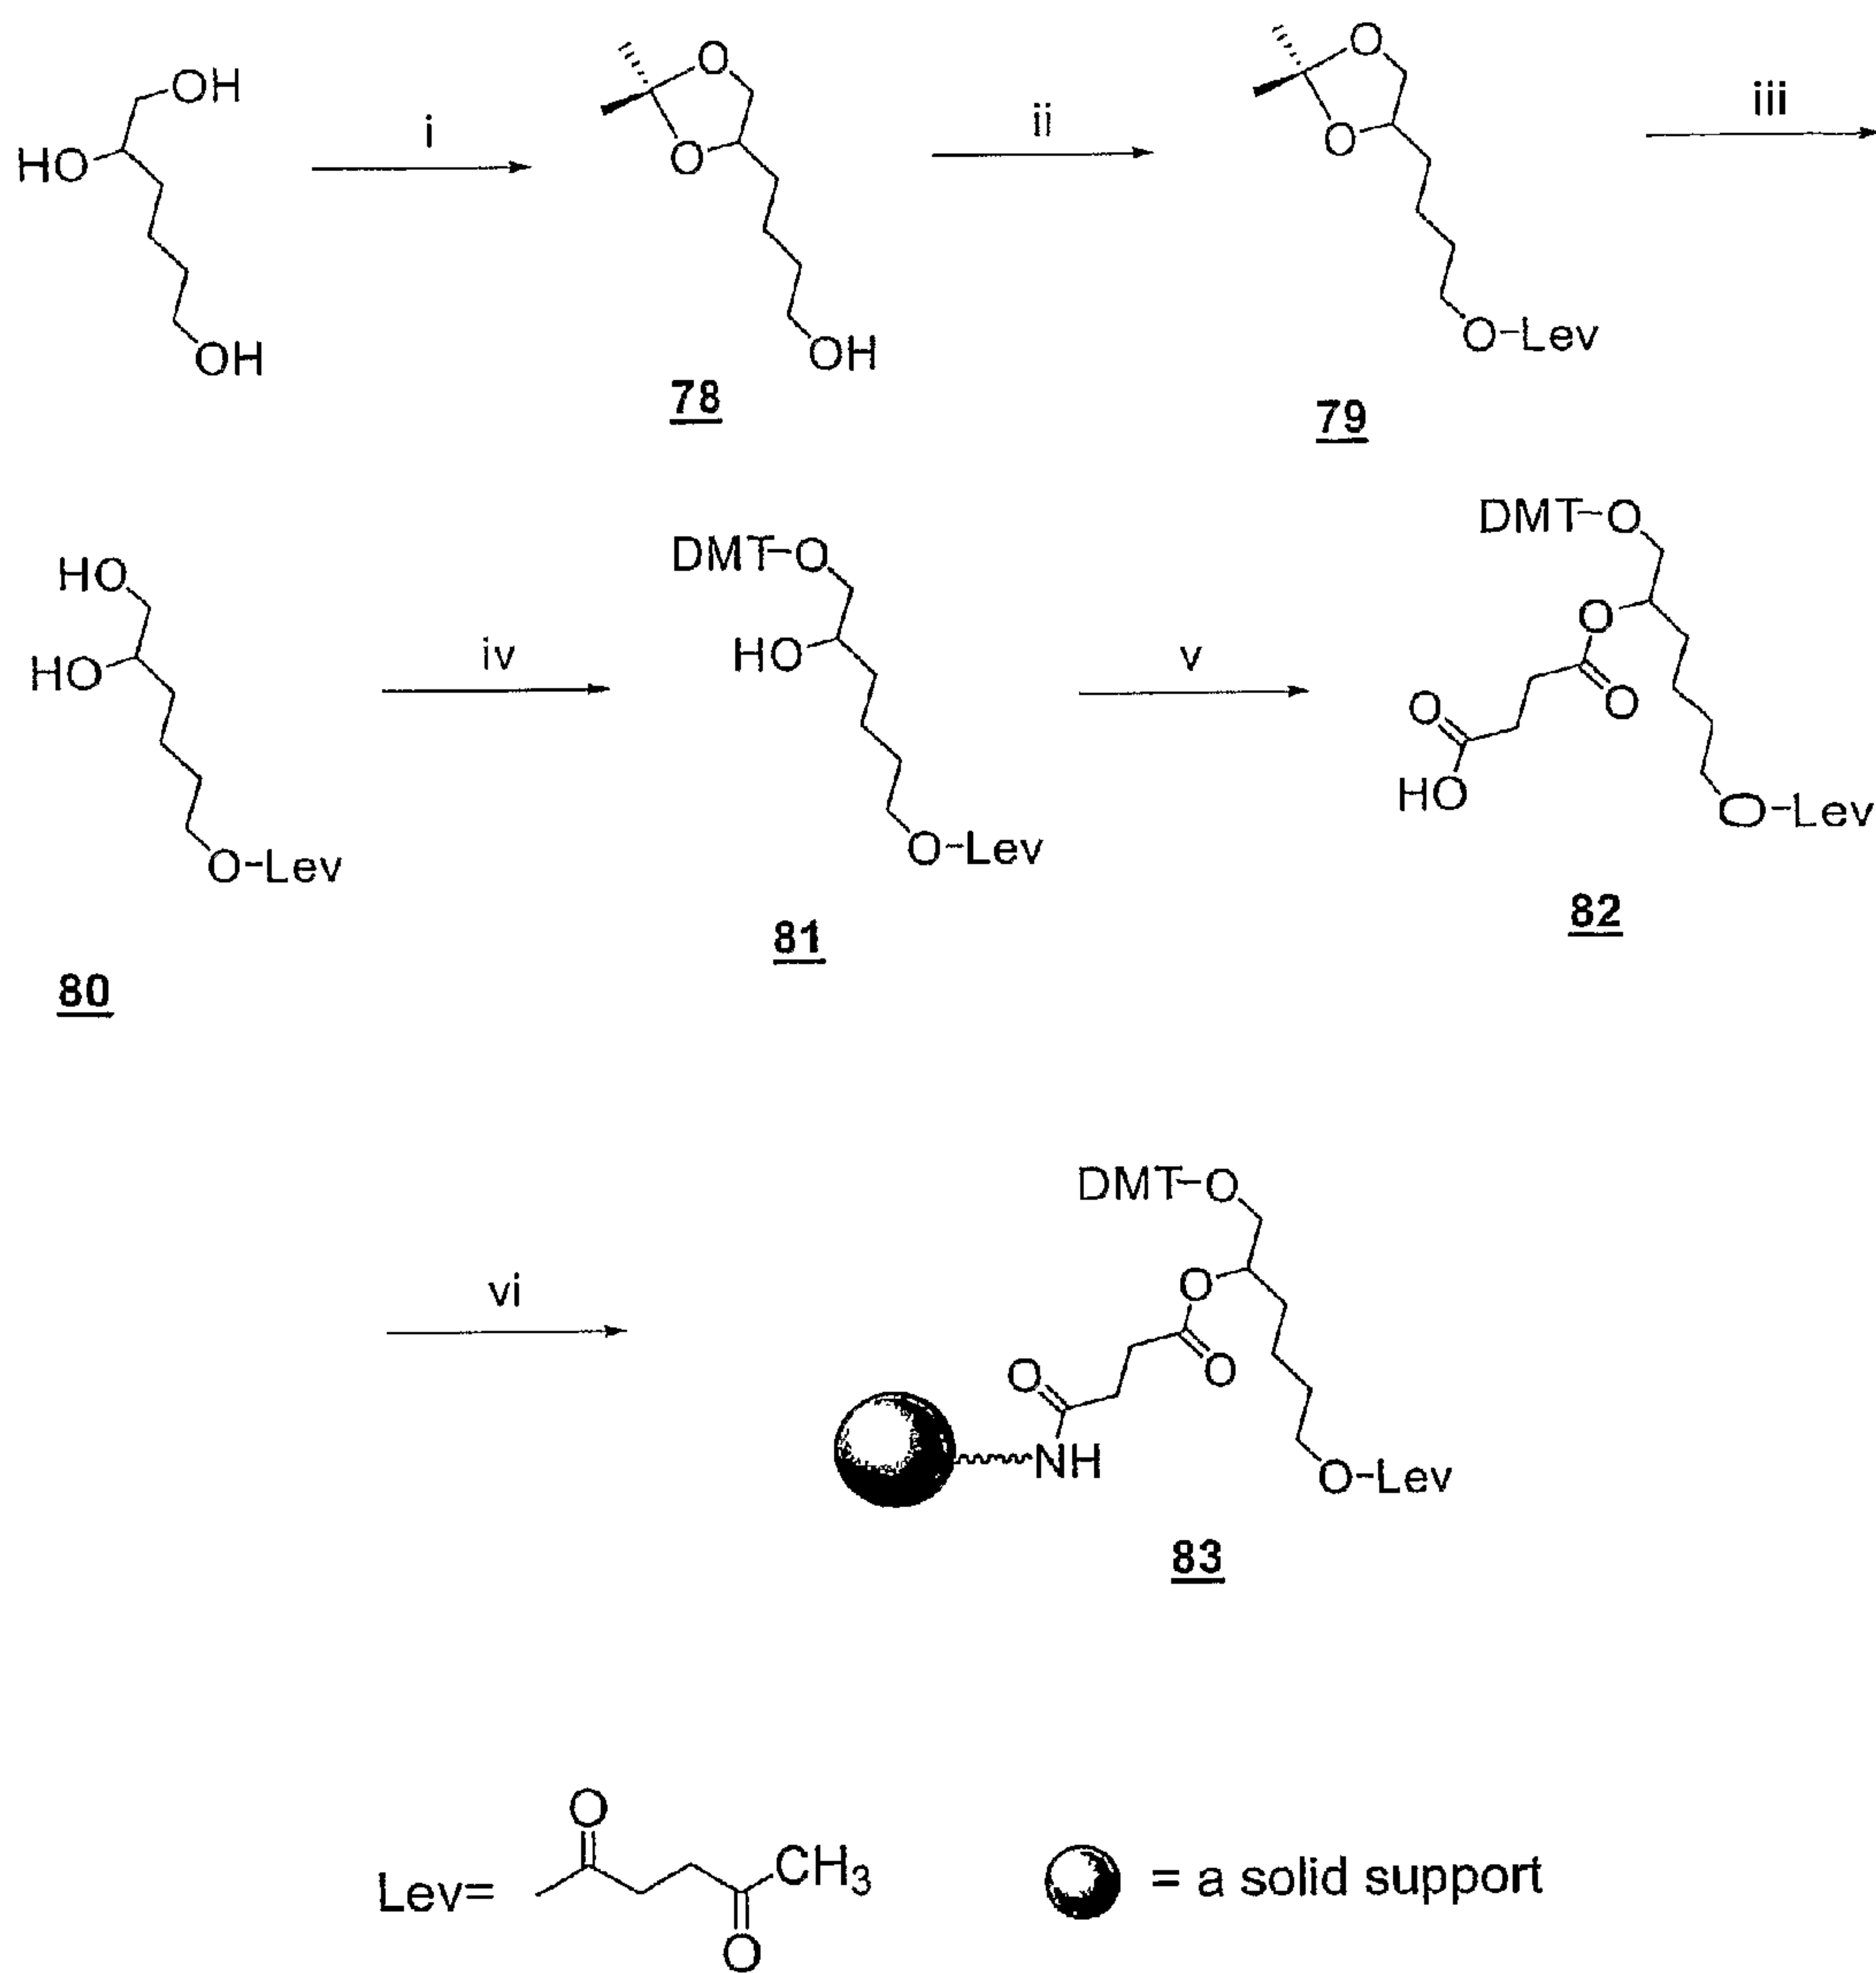 OH
HO
OH
i
O
O
OH
78
ii
O
O
O-Lev
79
iii
HO
HO
O-Lev
80
iv
DMT-O
HO
O-Lev
81
v
DMT-O
O
O
O
HO
O-Lev
82
vi
DMT-O
O
O
O
NH
O-Lev
83
Lev=
O
CH3
O
= a solid support